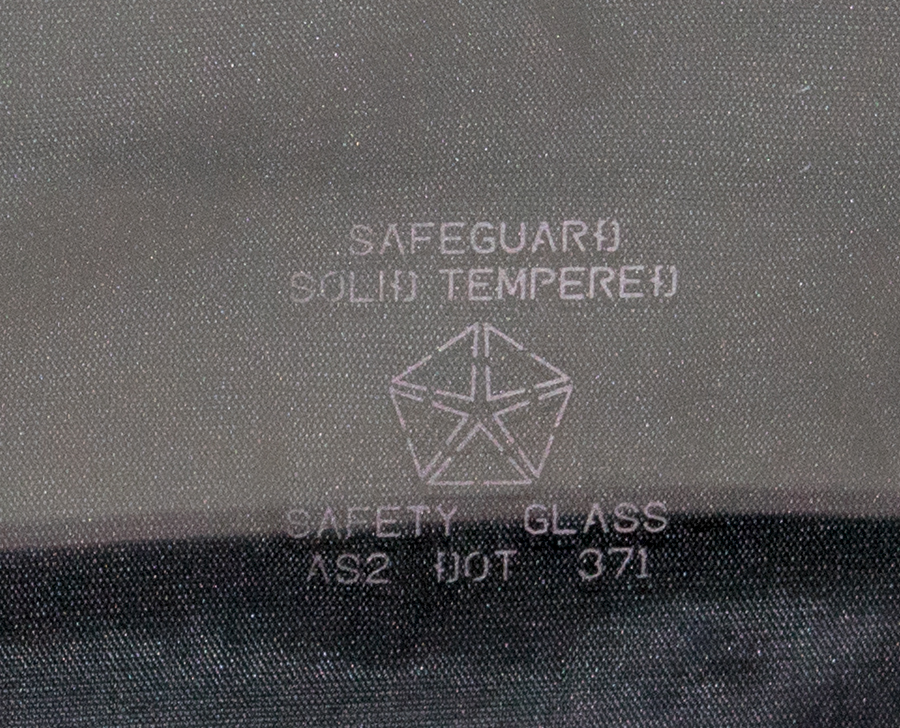 SAFEGUARD
SOLID TEMPERED
SAFETY GLASS
AS2 DOT 371